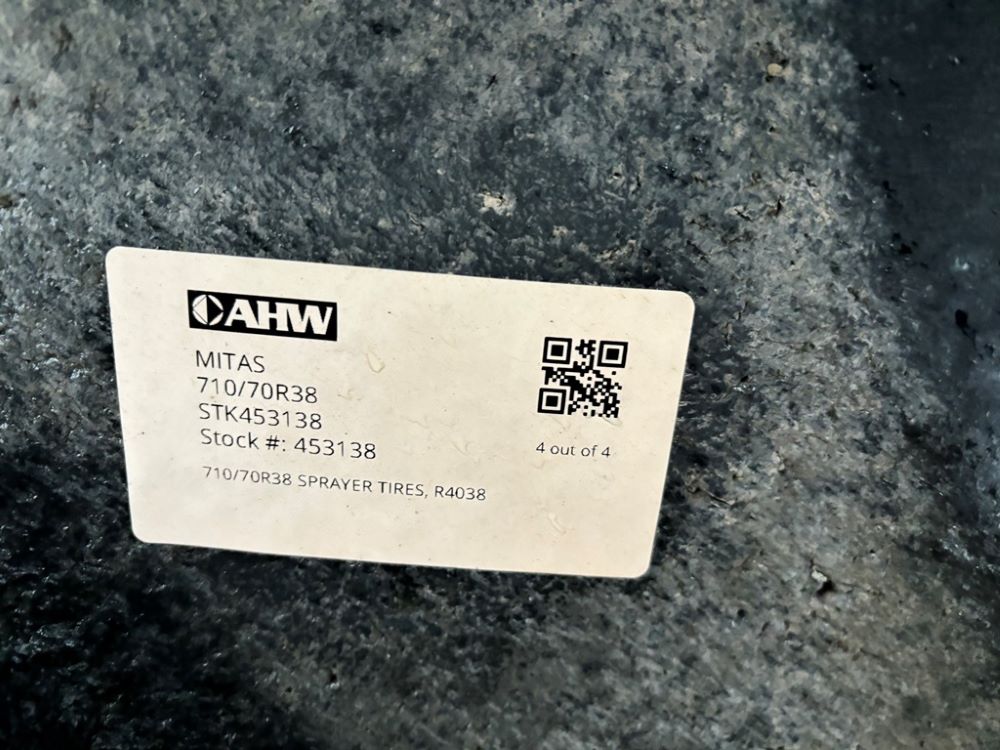 AHW
MITAS
710/70R38
STK453138
Stock #: 453138
710/70R38 SPRAYER TIRES, R4038
4 out of 4